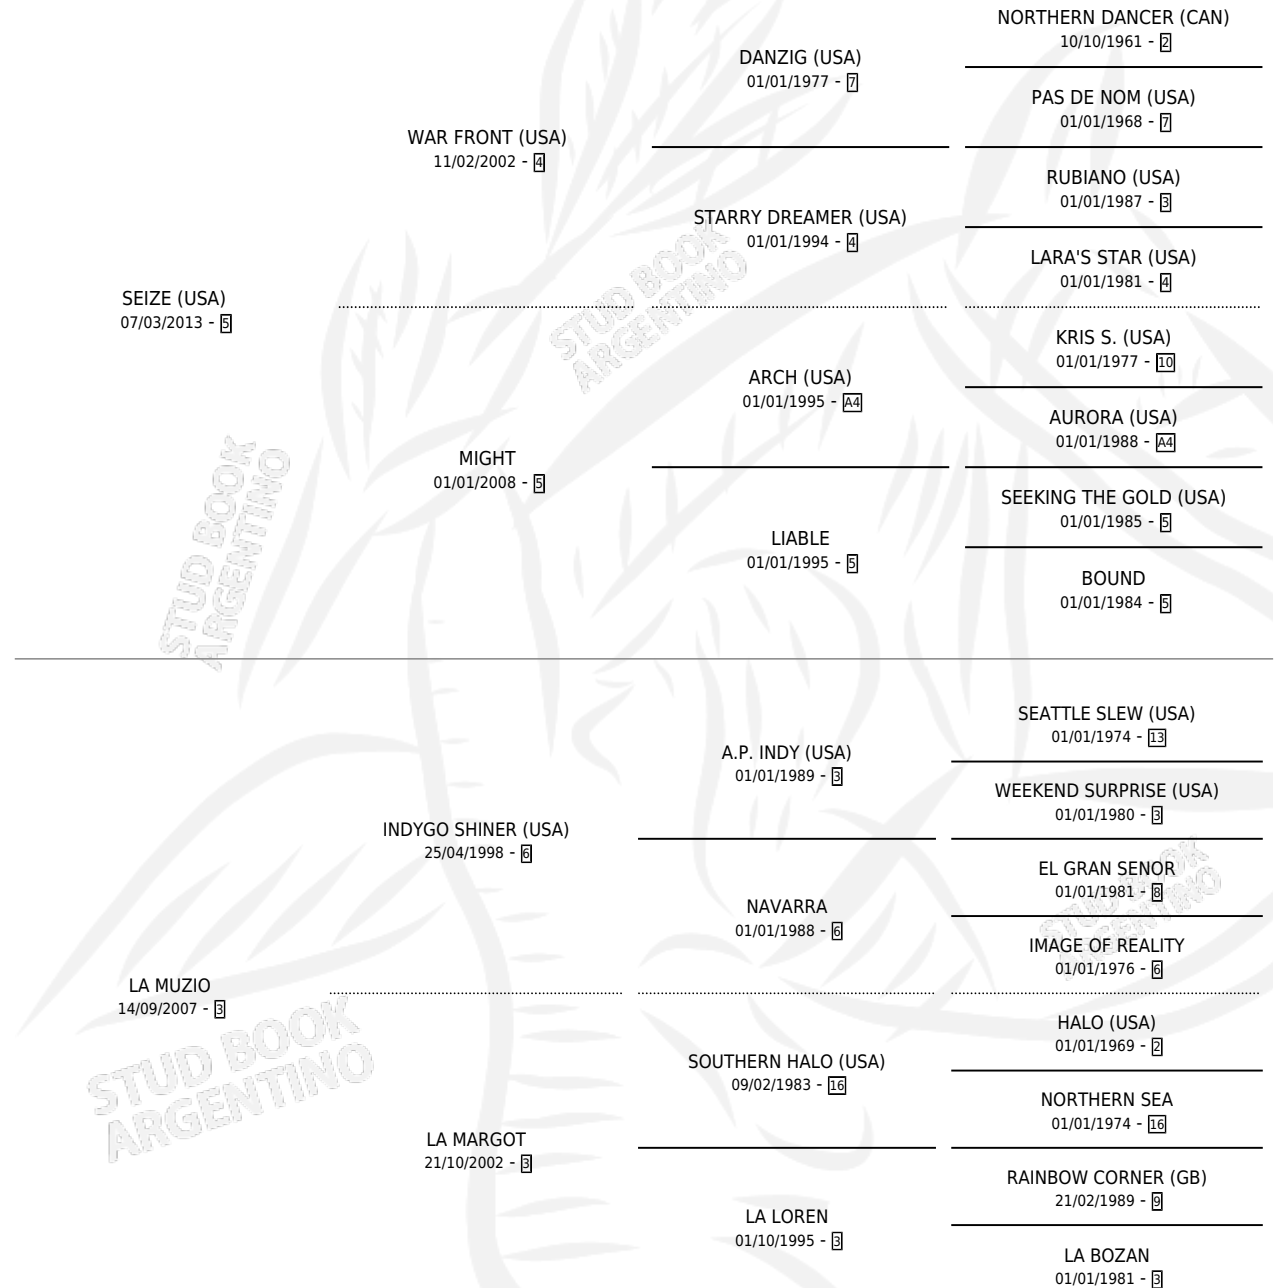 NORTHERN DANCER (CAN)
10/10/1961 - 2
DANZIG (USA)
01/01/1977 - 7
PAS DE NOM (USA)
01/01/1968 - 7
WAR FRONT (USA)
11/02/2002 - 4
RUBIANO (USA)
01/01/1987 - 3
STARRY DREAMER (USA)
01/01/1994 - 4
LARA'S STAR (USA)
01/01/1981 - 4
SEIZE (USA)
07/03/2013 - 5
KRIS S. (USA)
01/01/1977 - 10
ARCH (USA)
01/01/1995 - A4
AURORA (USA)
01/01/1988 - A4
MIGHT
01/01/2008 - 5
SEEKING THE GOLD (USA)
01/01/1985 - 5
LIABLE
01/01/1995 - 5
BOUND
01/01/1984 - 5
SEATTLE SLEW (USA)
01/01/1974 - 13
A.P. INDY (USA)
01/01/1989 - 3
WEEKEND SURPRISE (USA)
01/01/1980 - 3
INDYGO SHINER (USA)
25/04/1998 - 6
EL GRAN SENOR
01/01/1981 - 8
NAVARRA
01/01/1988 - 6
IMAGE OF REALITY
01/01/1976 - 6
LA MUZIO
14/09/2007 - 3
HALO (USA)
01/01/1969 - 2
SOUTHERN HALO (USA)
09/02/1983 - 16
NORTHERN SEA
01/01/1974 - 16
LA MARGOT
21/10/2002 - 3
RAINBOW CORNER (GB)
21/02/1989 - 9
LA LOREN
01/10/1995 - 3
LA BOZAN
01/01/1981 - 3
STUD BOOK
ARGENTINO
STUD BOOK
ARGENTINO
STUD BOOK
ARGENTINO
STUD BOOK
ARGENTINO